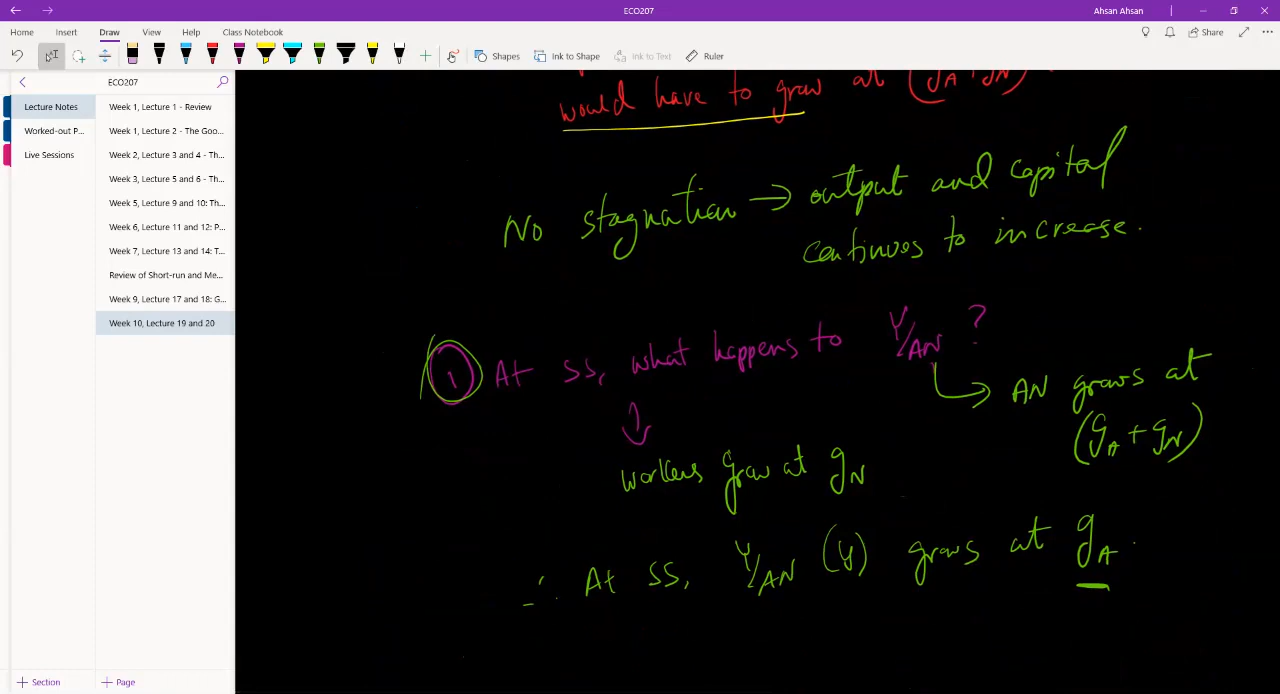 ECO207
Ahsan Ahsan
Home Insert Draw View Help Class Notebook
Share
Shapes Ink to Shape Ink to Text Ruler
ECO207
Lecture Notes
Worked-out P...
Live Sessions
Week 1, Lecture 1 - Review
Week 1, Lecture 2 - The Goo...
Week 2, Lecture 3 and 4 - Th...
Week 3, Lecture 5 and 6 - Th...
Week 5, Lecture 9 and 10: Th...
Week 6, Lecture 11 and 12: P...
Week 7, Lecture 13 and 14: T...
Review of Short-run and Me...
Week 9, Lecture 17 and 18: G...
Week 10, Lecture 19 and 20
would have to grow at (gA + gN)
No stagnation → output and capital
continues to increase.
1 At SS, what happens to Y/AN ?
AN grows at
(gA + gN)
workers grow at gN
∴ At SS, Y/AN (y) grows at gA.
Section
Page